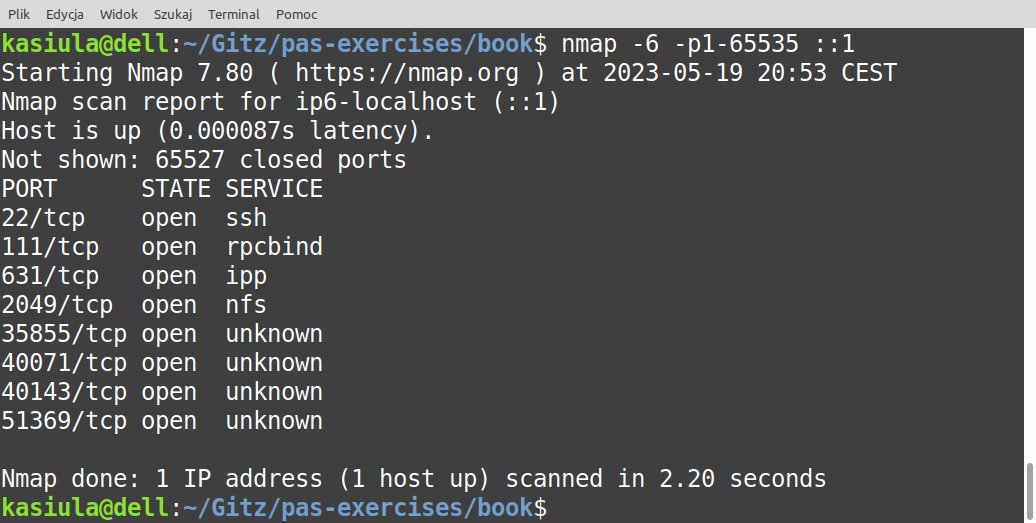 Plik Edycja Widok Szukaj Terminal Pomoc
kasiula@dell:~/Gitz/pas-exercises/book$ nmap -6 -p1-65535 ::1
Starting Nmap 7.80 ( https://nmap.org ) at 2023-05-19 20:53 CEST
Nmap scan report for ip6-localhost (::1)
Host is up (0.000087s latency).
Not shown: 65527 closed ports
PORT      STATE SERVICE
22/tcp    open  ssh
111/tcp   open  rpcbind
631/tcp   open  ipp
2049/tcp  open  nfs
35855/tcp open  unknown
40071/tcp open  unknown
40143/tcp open  unknown
51369/tcp open  unknown
Nmap done: 1 IP address (1 host up) scanned in 2.20 seconds
kasiula@dell:~/Gitz/pas-exercises/book$